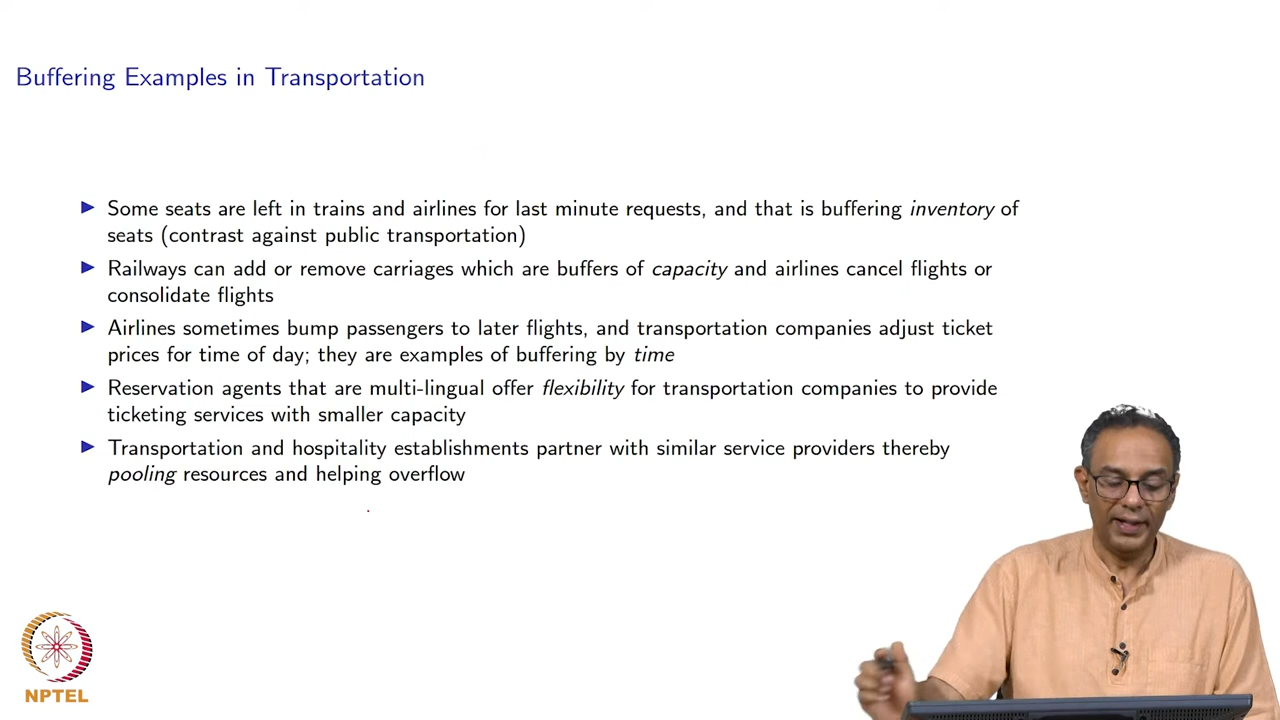 Buffering Examples in Transportation
Some seats are left in trains and airlines for last minute requests, and that is buffering inventory of
seats (contrast against public transportation)
Railways can add or remove carriages which are buffers of capacity and airlines cancel flights or
consolidate flights
Airlines sometimes bump passengers to later flights, and transportation companies adjust ticket
prices for time of day; they are examples of buffering by time
Reservation agents that are multi-lingual offer flexibility for transportation companies to provide
ticketing services with smaller capacity
Transportation and hospitality establishments partner with similar service providers thereby
pooling resources and helping overflow
NPTEL